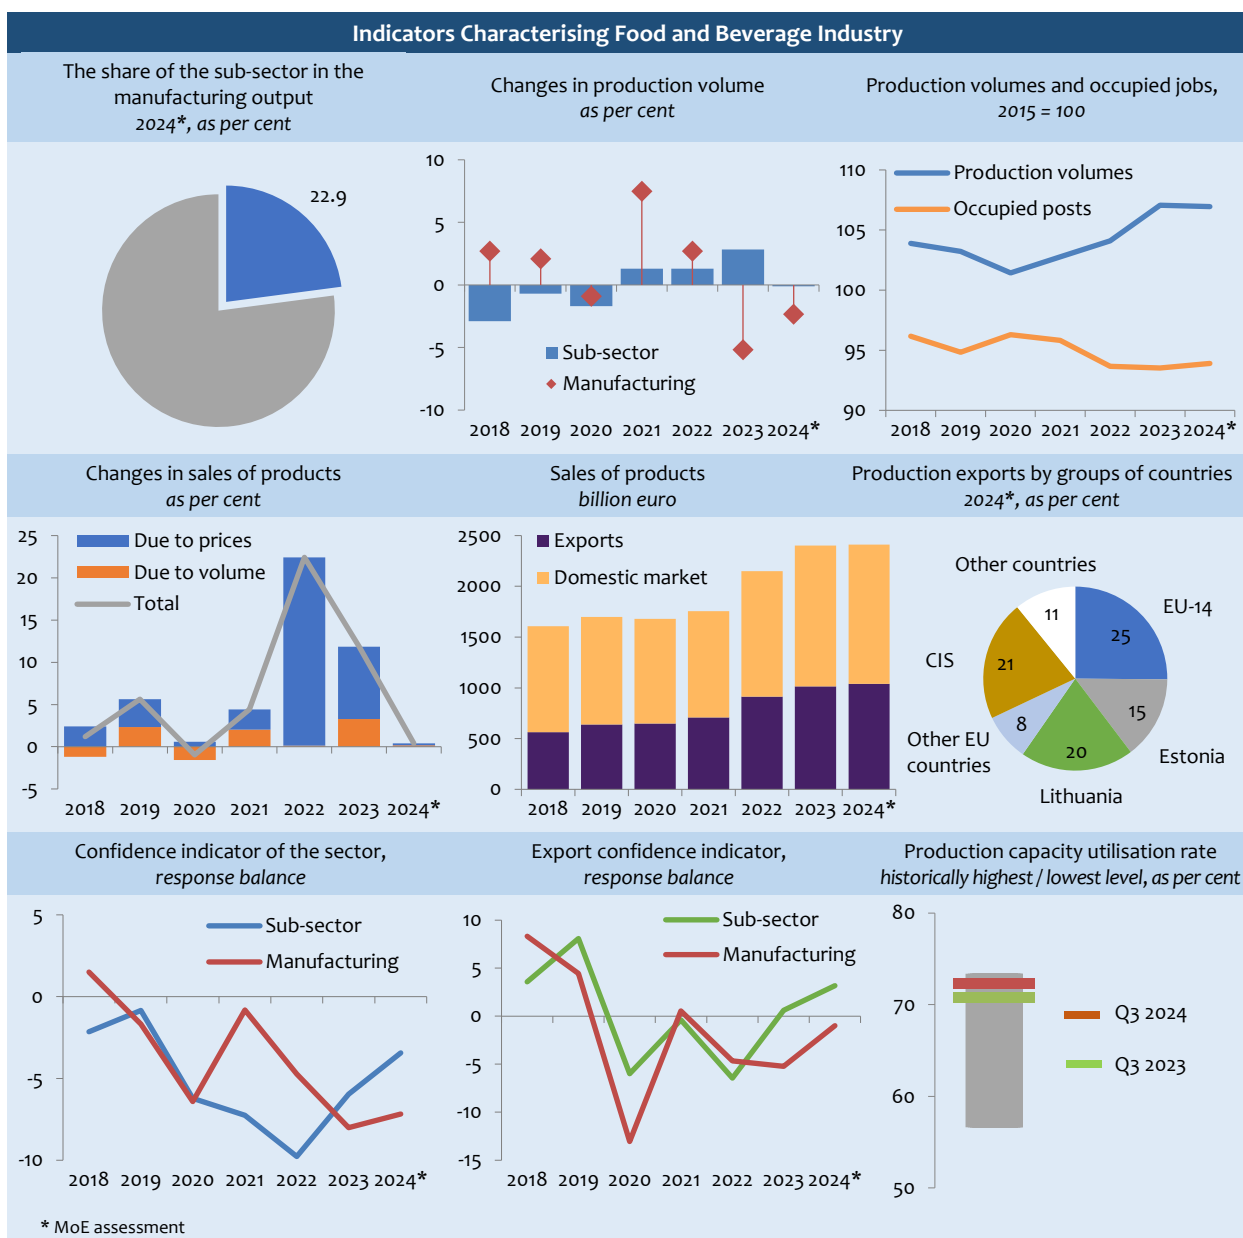 Indicators Characterising Food and Beverage Industry
The share of the sub-sector in the
manufacturing output
2024*, as per cent
22.9
Changes in production volume
as per cent
10
5
0
-5
-10
Sub-sector
Manufacturing
2018 2019 2020 2021 2022 2023 2024*
Production volumes and occupied jobs,
2015 = 100
110
105
100
95
90
Production volumes
Occupied posts
2018 2019 2020 2021 2022 2023 2024*
Changes in sales of products
as per cent
25
20
15
10
5
0
-5
Due to prices
Due to volume
Total
2018 2019 2020 2021 2022 2023 2024*
Sales of products
billion euro
2500
2000
1500
1000
500
0
Exports
Domestic market
2018 2019 2020 2021 2022 2023 2024*
Production exports by groups of countries
2024*, as per cent
Other countries
11
EU-14
25
CIS
21
15
Estonia
Other EU
countries
8
20
Lithuania
Confidence indicator of the sector,
response balance
5
0
-5
-10
Sub-sector
Manufacturing
2018 2019 2020 2021 2022 2023 2024*
Export confidence indicator,
response balance
10
5
0
-5
-10
-15
Sub-sector
Manufacturing
2018 2019 2020 2021 2022 2023 2024*
Production capacity utilisation rate
historically highest / lowest level, as per cent
80
70
60
50
Q3 2024
Q3 2023
* MoE assessment